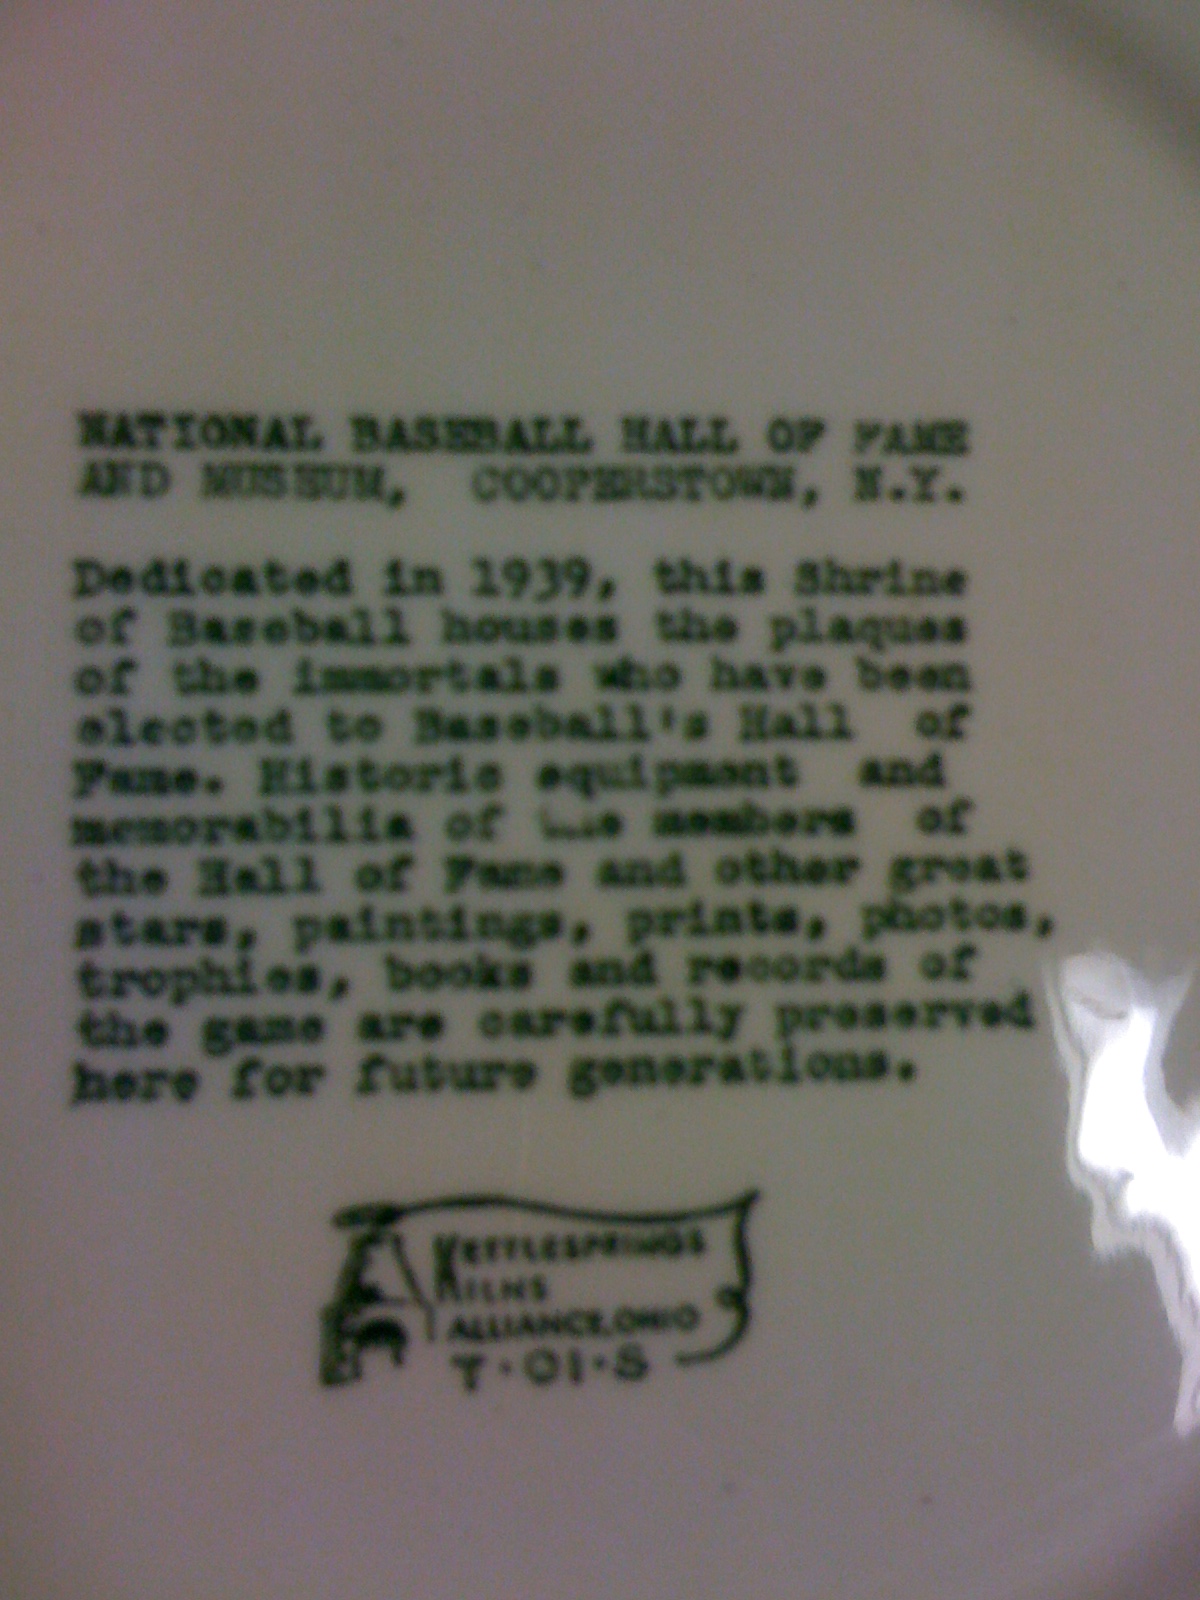 NATIONAL BASEBALL HALL OF FAME
AND MUSEUM, COOPERSTOWN, N.Y.
Dedicated in 1939, this Shrine
of Baseball houses the plaques
of the immortals who have been
elected to Baseball's Hall of
Fame. Historic equipment and
memorabilia of the members of
the Hall of Fame and other great
stars, paintings, prints, photos,
trophies, books and records of
the game are carefully preserved
here for future generations.
KETTLESPRINGS
KILNS
ALLIANCE, OHIO
T·OI·S